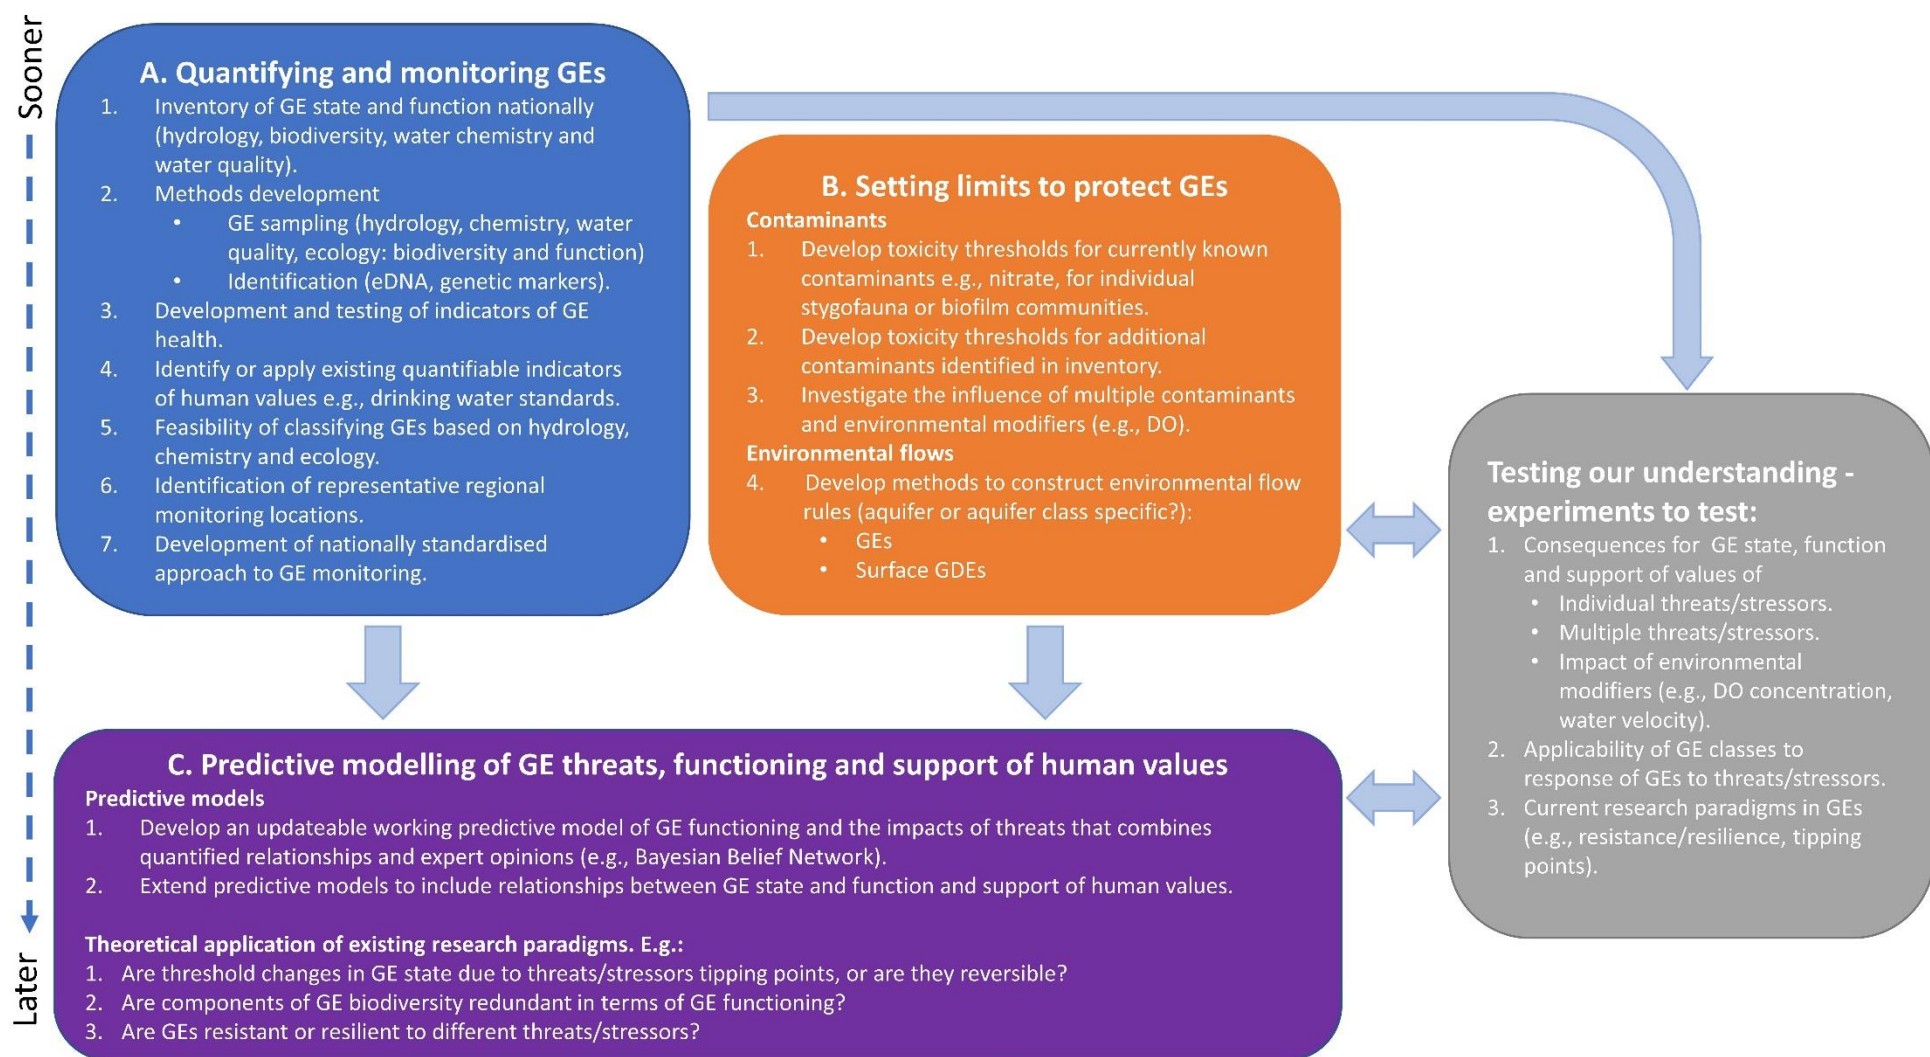 Sooner
Later
A. Quantifying and monitoring GEs
1. Inventory of GE state and function nationally
(hydrology, biodiversity, water chemistry and
water quality).
2. Methods development
• GE sampling (hydrology, chemistry, water
quality, ecology: biodiversity and function)
• Identification (eDNA, genetic markers).
3. Development and testing of indicators of GE
health.
4. Identify or apply existing quantifiable indicators
of human values e.g., drinking water standards.
5. Feasibility of classifying GEs based on hydrology,
chemistry and ecology.
6. Identification of representative regional
monitoring locations.
7. Development of nationally standardised
approach to GE monitoring.
B. Setting limits to protect GEs
Contaminants
1. Develop toxicity thresholds for currently known
contaminants e.g., nitrate, for individual
stygofauna or biofilm communities.
2. Develop toxicity thresholds for additional
contaminants identified in inventory.
3. Investigate the influence of multiple contaminants
and environmental modifiers (e.g., DO).
Environmental flows
4. Develop methods to construct environmental flow
rules (aquifer or aquifer class specific?):
• GEs
• Surface GDEs
Testing our understanding -
experiments to test:
1. Consequences for GE state, function
and support of values of
• Individual threats/stressors.
• Multiple threats/stressors.
• Impact of environmental
modifiers (e.g., DO concentration,
water velocity).
2. Applicability of GE classes to
response of GEs to threats/stressors.
3. Current research paradigms in GEs
(e.g., resistance/resilience, tipping
points).
C. Predictive modelling of GE threats, functioning and support of human values
Predictive models
1. Develop an updateable working predictive model of GE functioning and the impacts of threats that combines
quantified relationships and expert opinions (e.g., Bayesian Belief Network).
2. Extend predictive models to include relationships between GE state and function and support of human values.
Theoretical application of existing research paradigms. E.g.:
1. Are threshold changes in GE state due to threats/stressors tipping points, or are they reversible?
2. Are components of GE biodiversity redundant in terms of GE functioning?
3. Are GEs resistant or resilient to different threats/stressors?